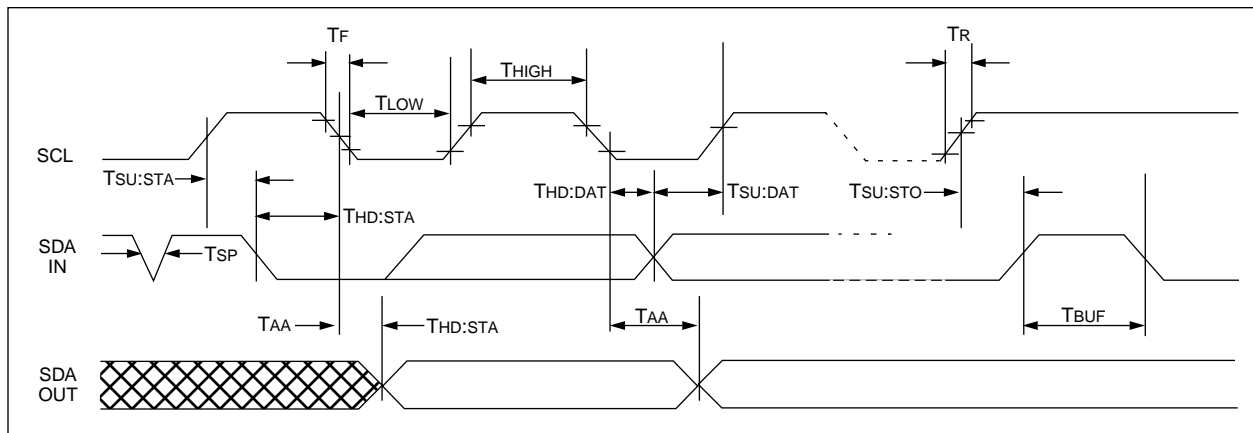 TF
TR
THIGH
TLOW
SCL
TSU:STA
THD:DAT
TSU:DAT
TSU:STO
THD:STA
SDA
IN
TSP
TAA
THD:STA
TAA
TBUF
SDA
OUT